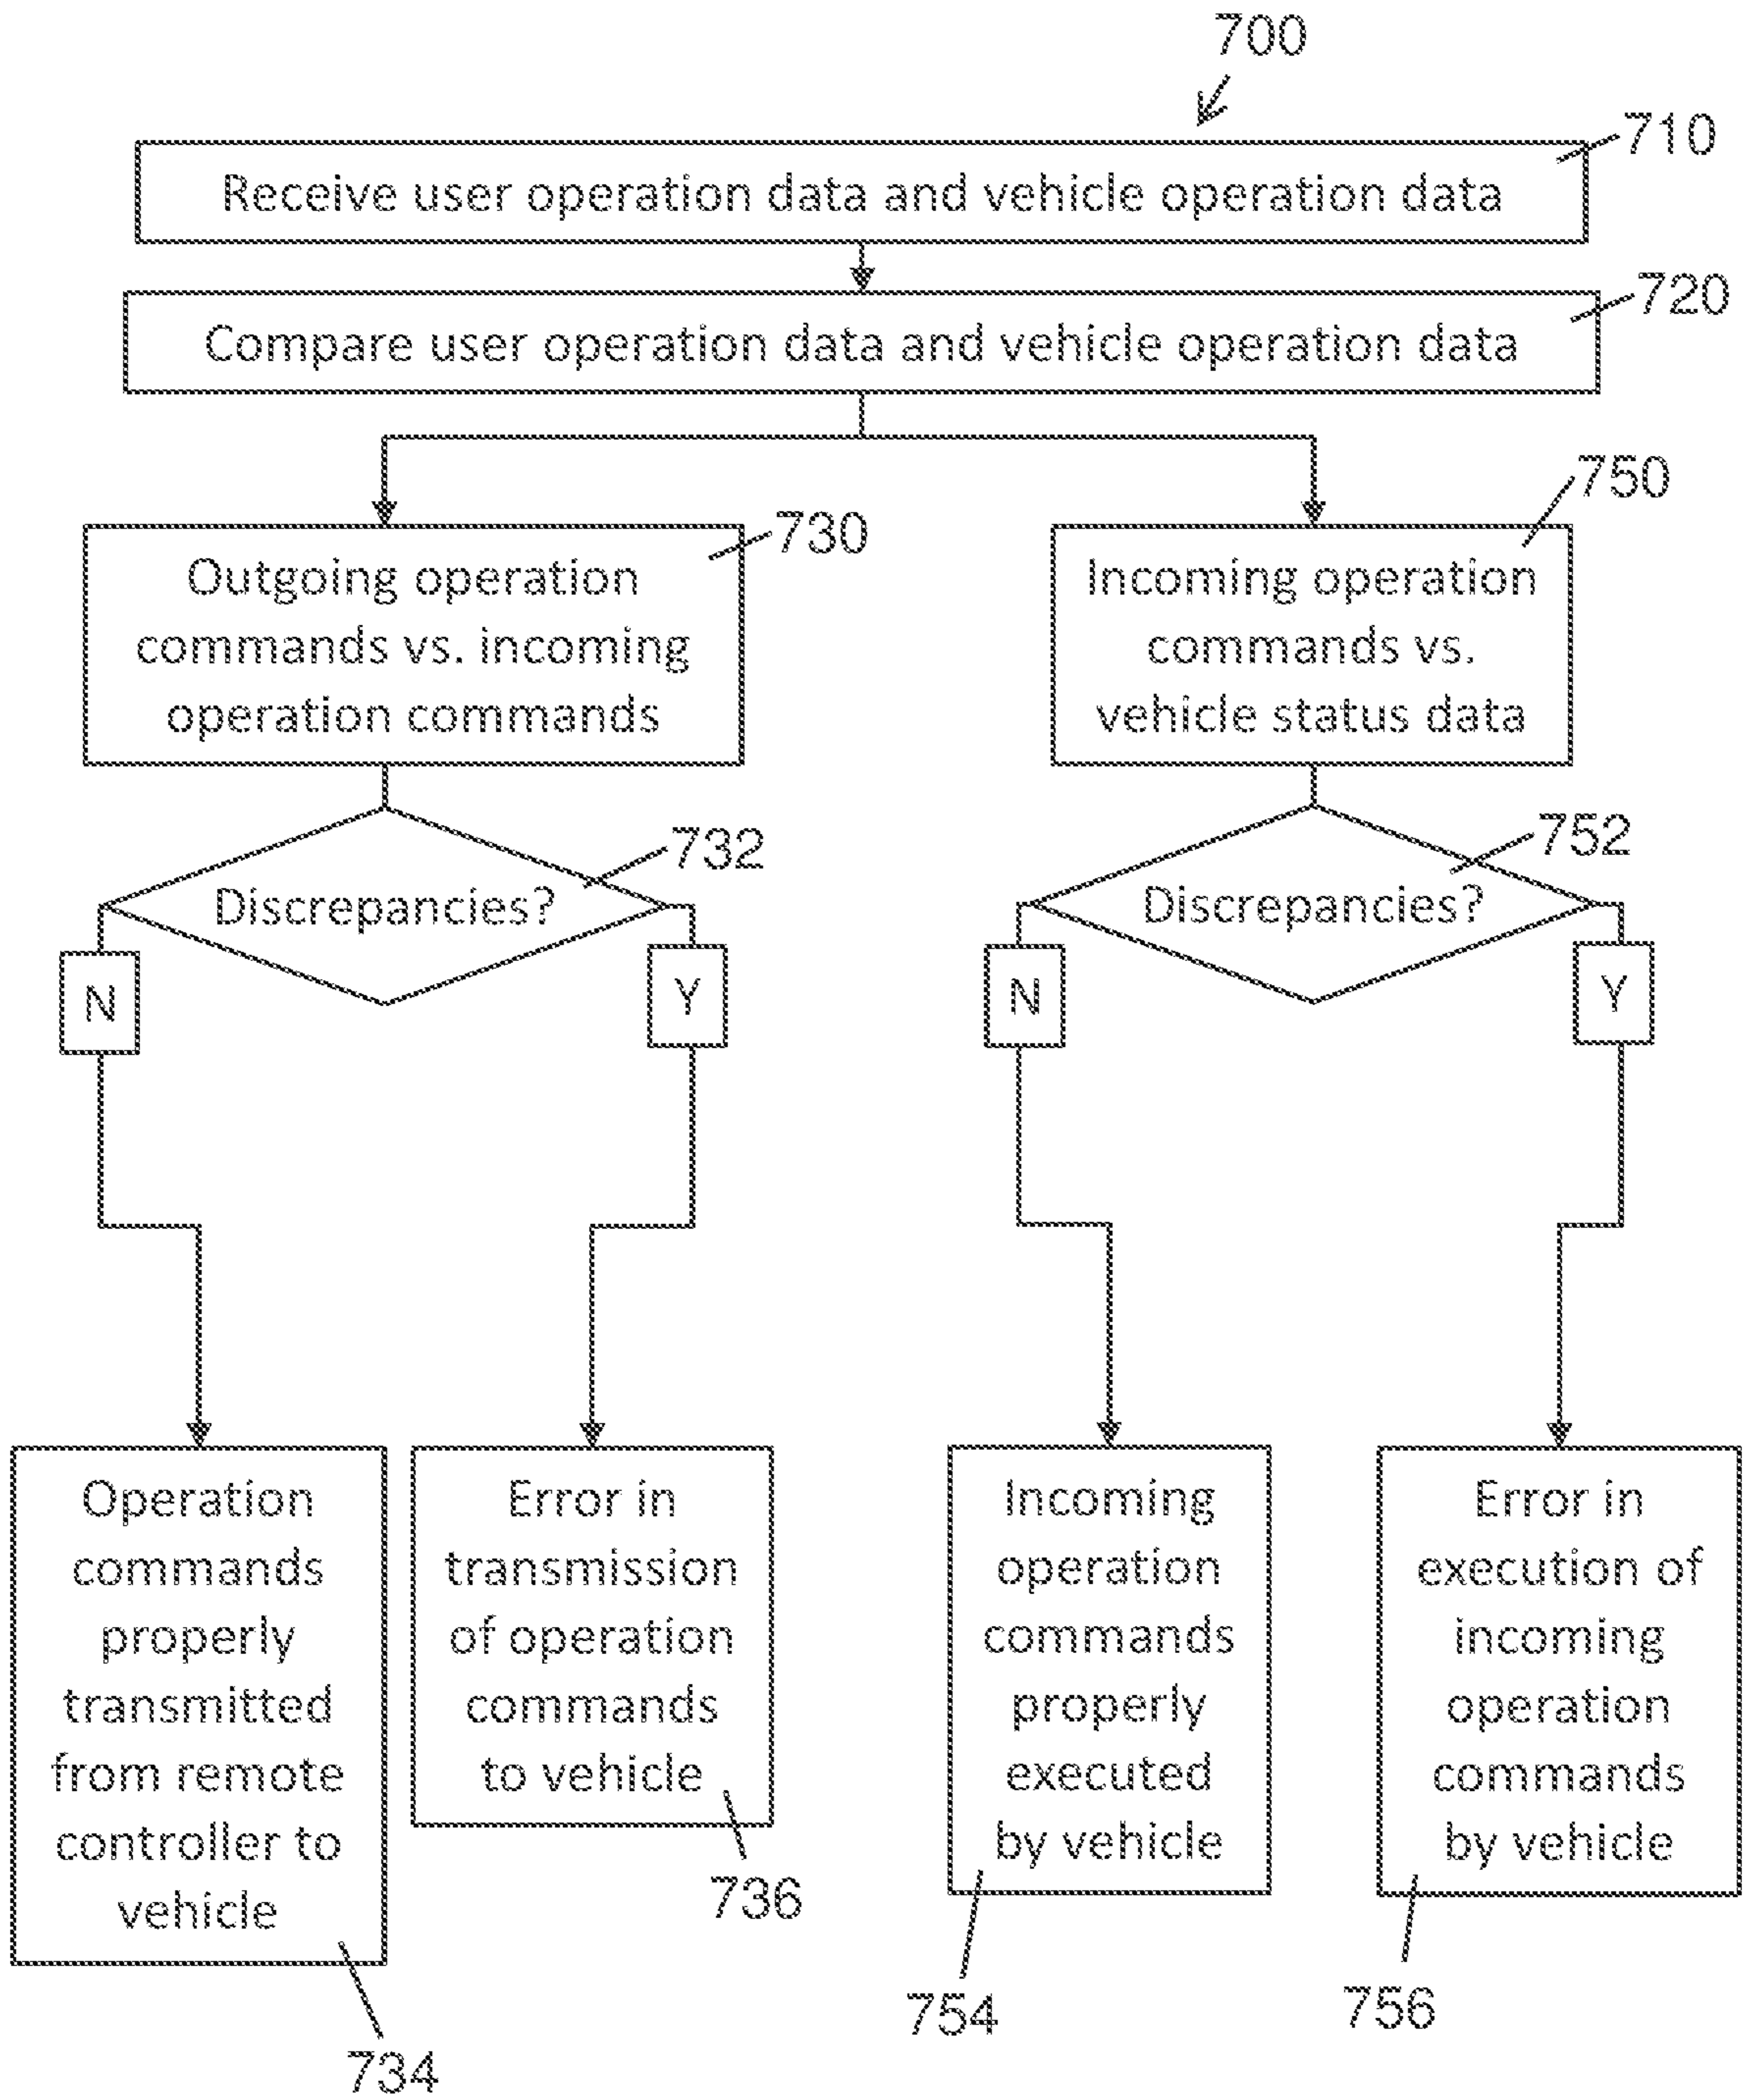 700
710
Receive user operation data and vehicle operation data
720
Compare user operation data and vehicle operation data
730
Outgoing operation
commands vs. incoming
operation commands
750
Incoming operation
commands vs.
vehicle status data
732
Discrepancies?
N
Y
752
Discrepancies?
N
Y
Operation
commands
properly
transmitted
from remote
controller to
vehicle
734
Error in
transmission
of operation
commands
to vehicle
736
Incoming
operation
commands
properly
executed
by vehicle
754
Error in
execution of
incoming
operation
commands
by vehicle
756